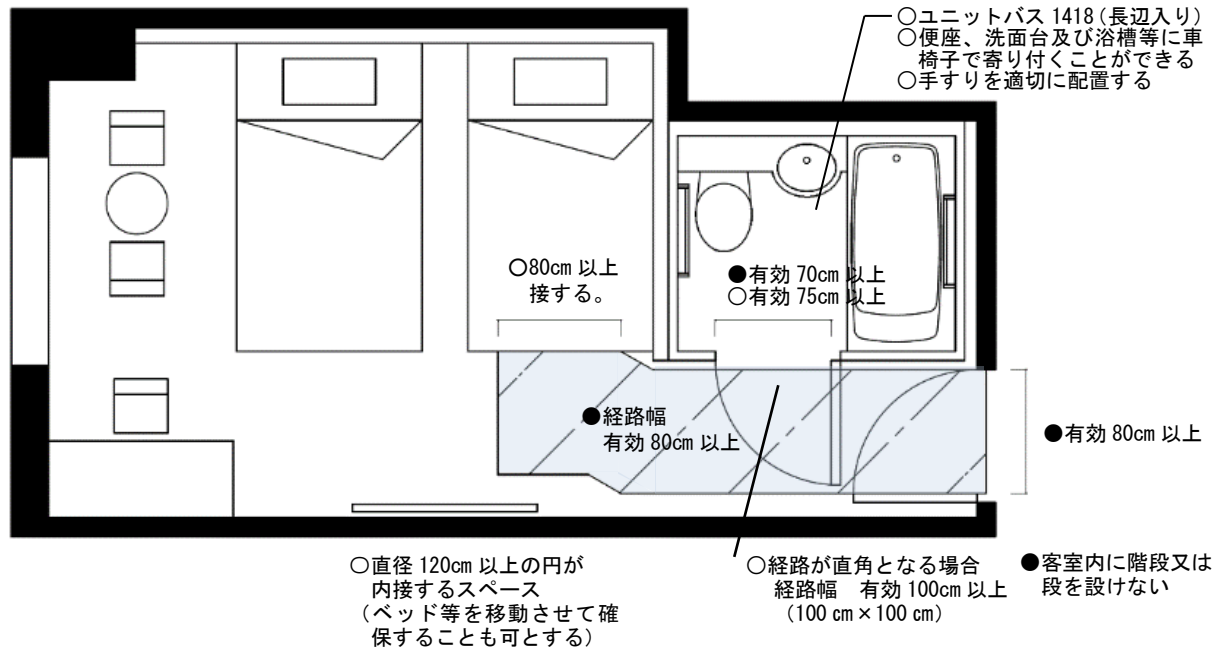 ○ユニットバス 1418（長辺入り）
○便座、洗面台及び浴槽等に車
椅子で寄り付くことができる
○手すりを適切に配置する
○80cm 以上
接する。
●有効 70cm 以上
○有効 75cm 以上
●経路幅
有効 80cm 以上
●有効 80cm 以上
○直径 120cm 以上の円が
内接するスペース
（ベッド等を移動させて確
保することも可とする）
○経路が直角となる場合
経路幅　有効 100cm 以上
（100 cm×100 cm）
●客室内に階段又は
段を設けない